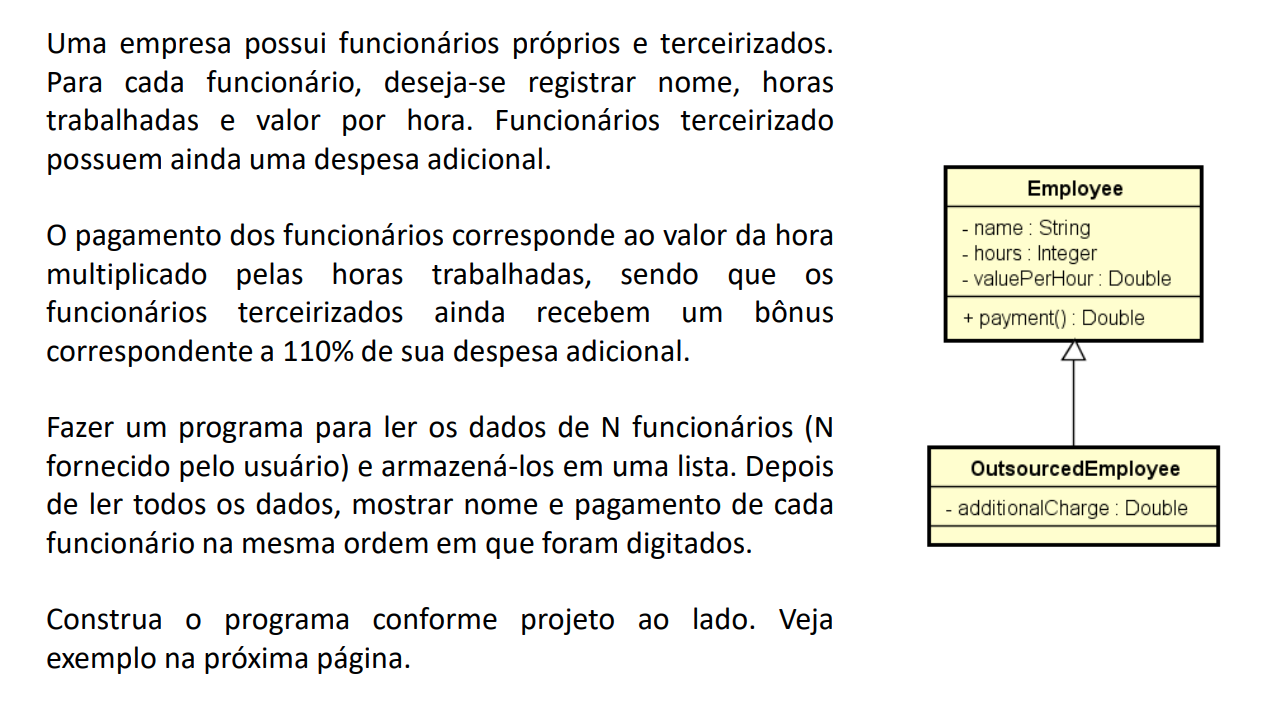 Uma empresa possui funcionários próprios e terceirizados.
Para cada funcionário, deseja-se registrar nome, horas
trabalhadas e valor por hora. Funcionários terceirizado
possuem ainda uma despesa adicional.
O pagamento dos funcionários corresponde ao valor da hora
multiplicado pelas horas trabalhadas, sendo que os
funcionários terceirizados ainda recebem um bônus
correspondente a 110% de sua despesa adicional.
Fazer um programa para ler os dados de N funcionários (N
fornecido pelo usuário) e armazená-los em uma lista. Depois
de ler todos os dados, mostrar nome e pagamento de cada
funcionário na mesma ordem em que foram digitados.
Construa o programa conforme projeto ao lado. Veja
exemplo na próxima página.
Employee
- name : String
- hours : Integer
- valuePerHour : Double
+ payment() : Double
OutsourcedEmployee
- additionalCharge : Double